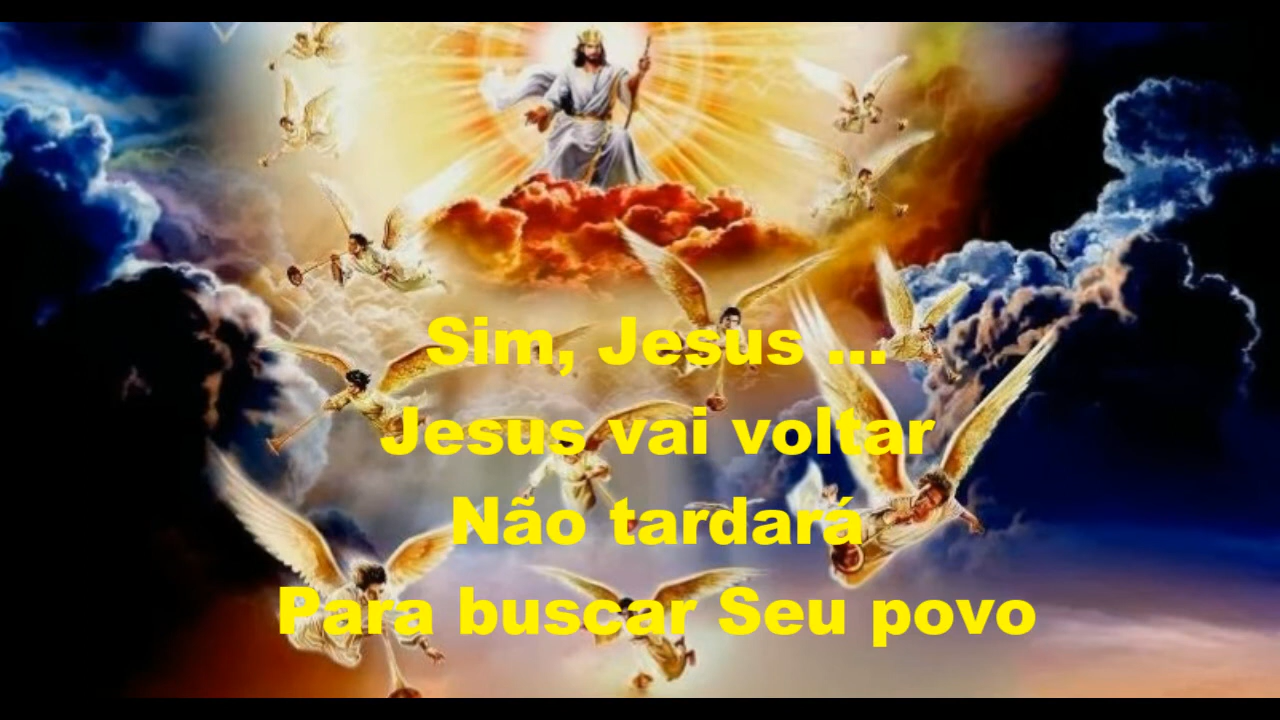 Sim, Jesus ...
Jesus vai voltar
Não tardará
Para buscar Seu povo